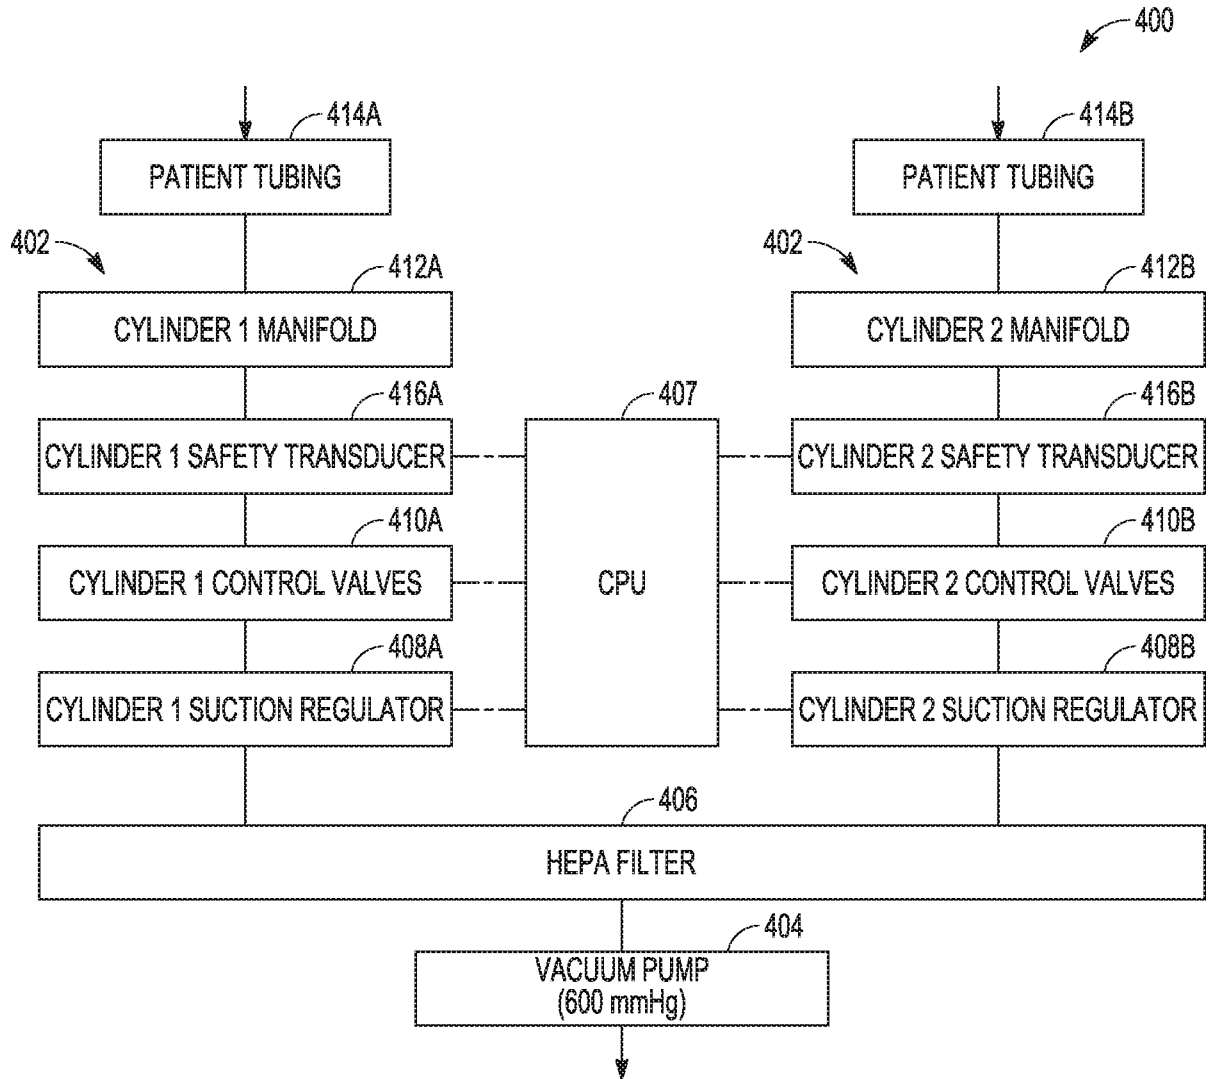 400
414A
414B
PATIENT TUBING
PATIENT TUBING
402
402
412A
412B
CYLINDER 1 MANIFOLD
CYLINDER 2 MANIFOLD
416A
407
416B
CYLINDER 1 SAFETY TRANSDUCER
CYLINDER 2 SAFETY TRANSDUCER
410A
410B
CYLINDER 1 CONTROL VALVES
CPU
CYLINDER 2 CONTROL VALVES
408A
408B
CYLINDER 1 SUCTION REGULATOR
CYLINDER 2 SUCTION REGULATOR
406
HEPA FILTER
404
VACUUM PUMP
(600 mmHg)